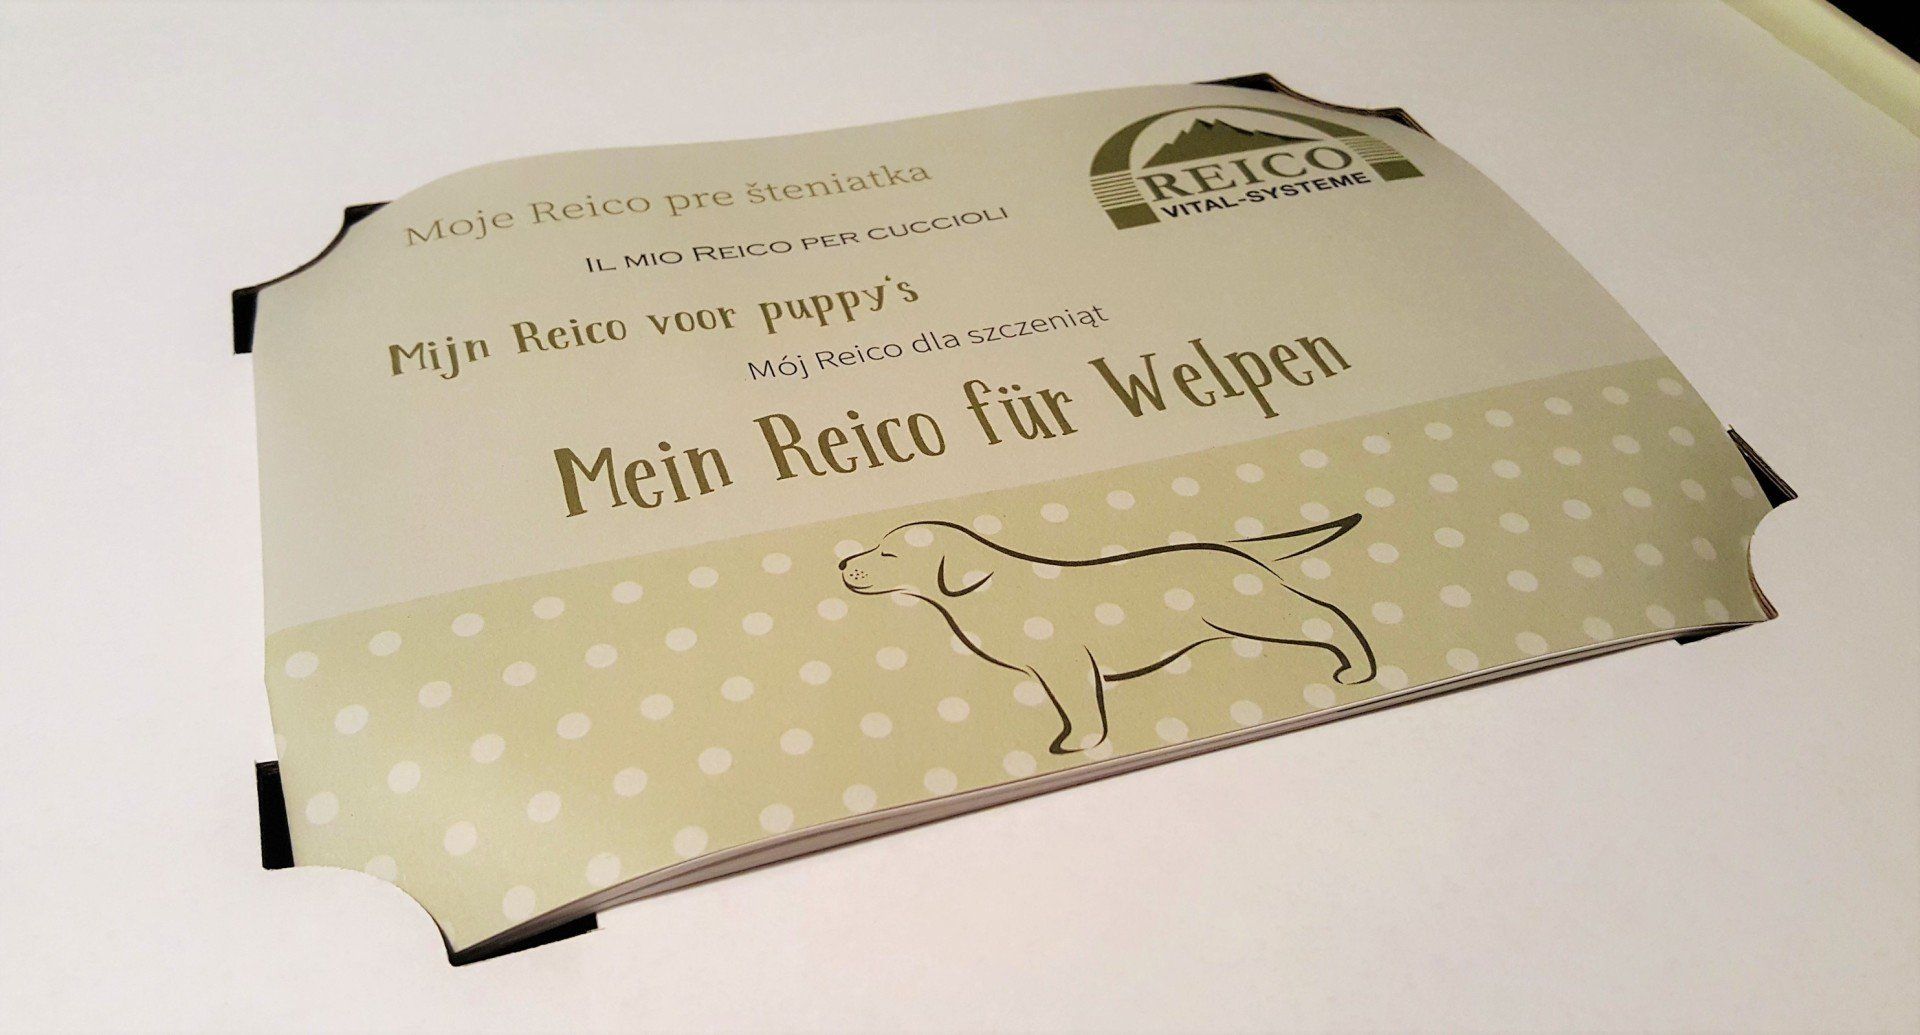 REICO
VITAL-SYSTEME
Moje Reico pre šteniatka
IL MIO REICO PER CUCCIOLI
Mijn Reico voor puppy's
Mój Reico dla szczeniąt
Mein Reico für Welpen